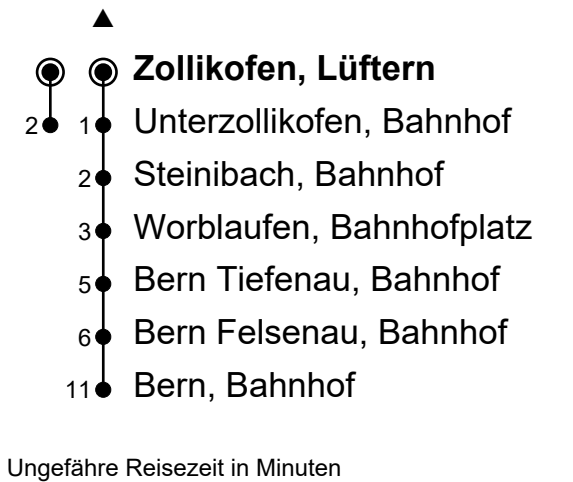 Zollikofen, Lüftern
2 1 Unterzollikofen, Bahnhof
2 Steinibach, Bahnhof
3 Worblaufen, Bahnhofplatz
5 Bern Tiefenau, Bahnhof
6 Bern Felsenau, Bahnhof
11 Bern, Bahnhof
Ungefähre Reisezeit in Minuten